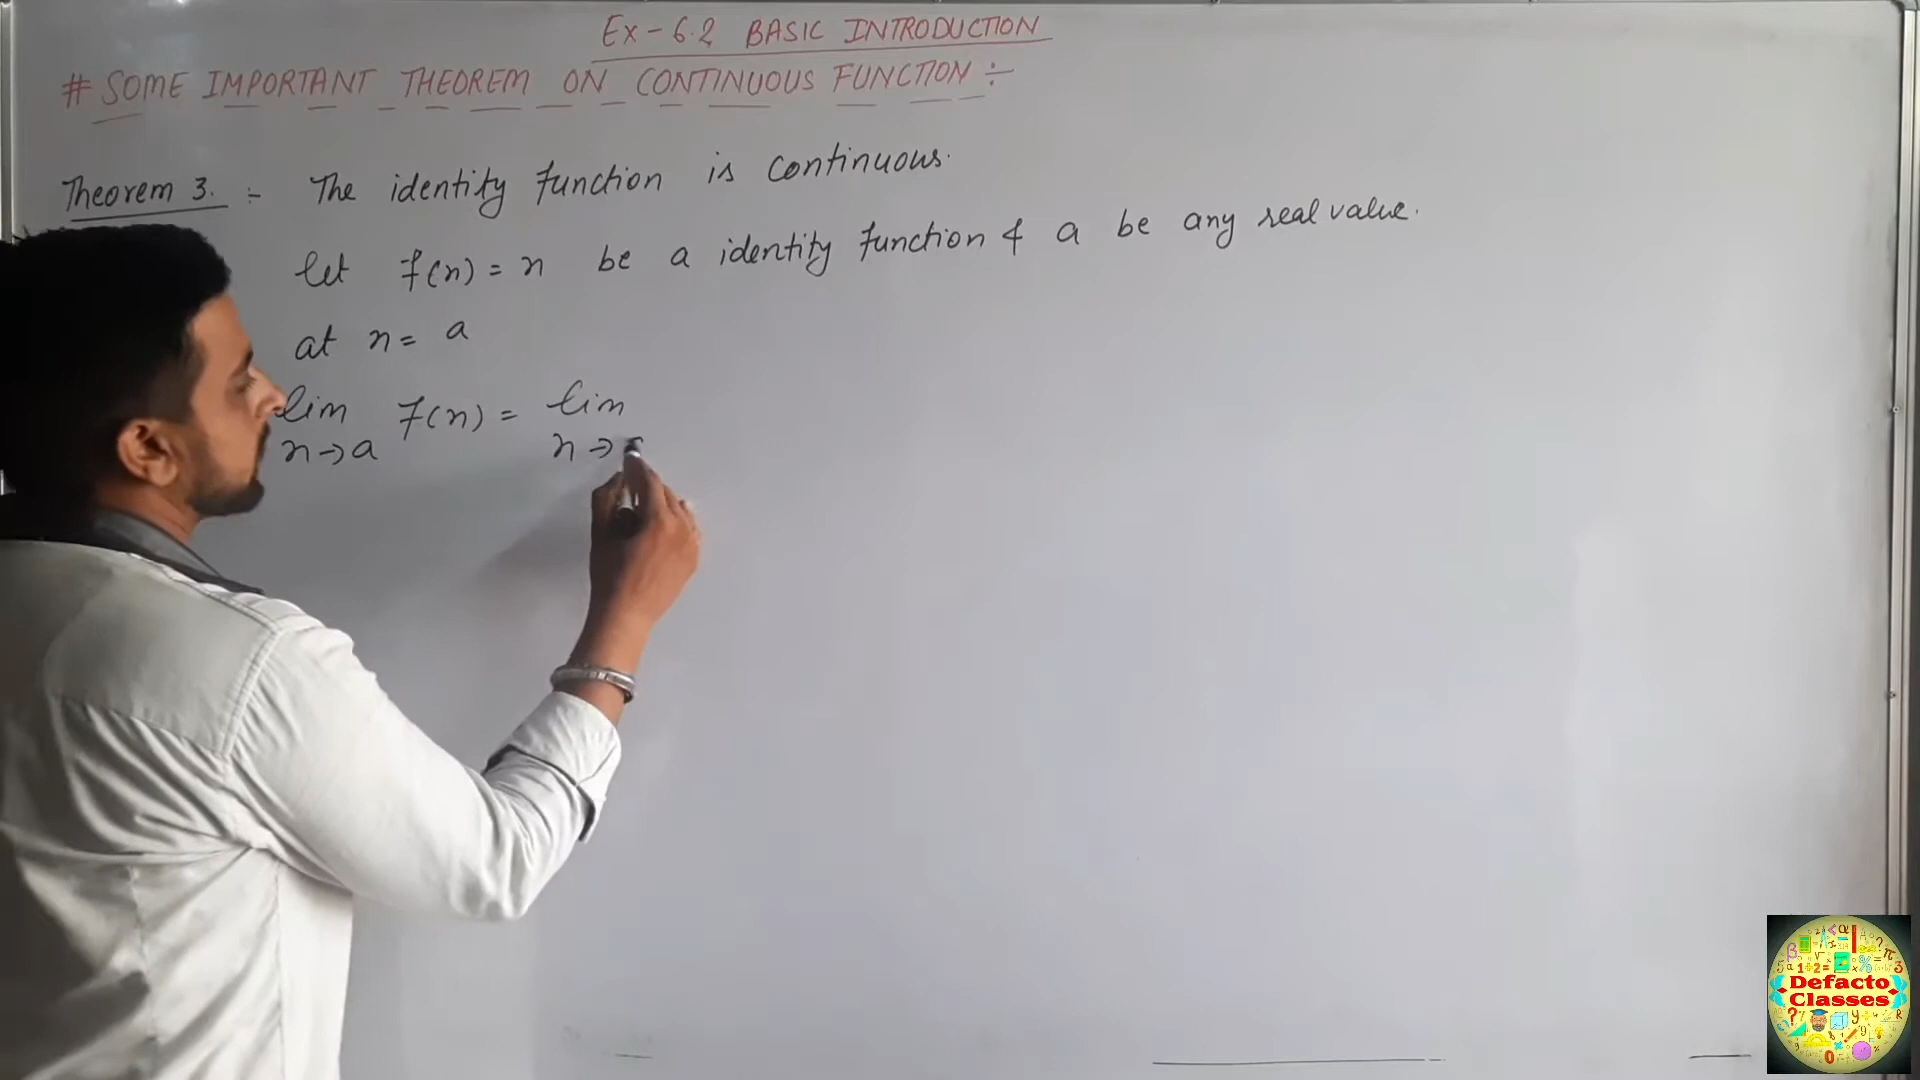 Ex-6.2 BASIC INTRODUCTION
# SOME IMPORTANT THEOREM ON CONTINUOUS FUNCTION :-
Theorem 3. :- The identity function is continuous.
let f(x) = x be a identity function & a be any real value.
at x = a
lim f(x) = lim
x→a x→
Defacto
Classes